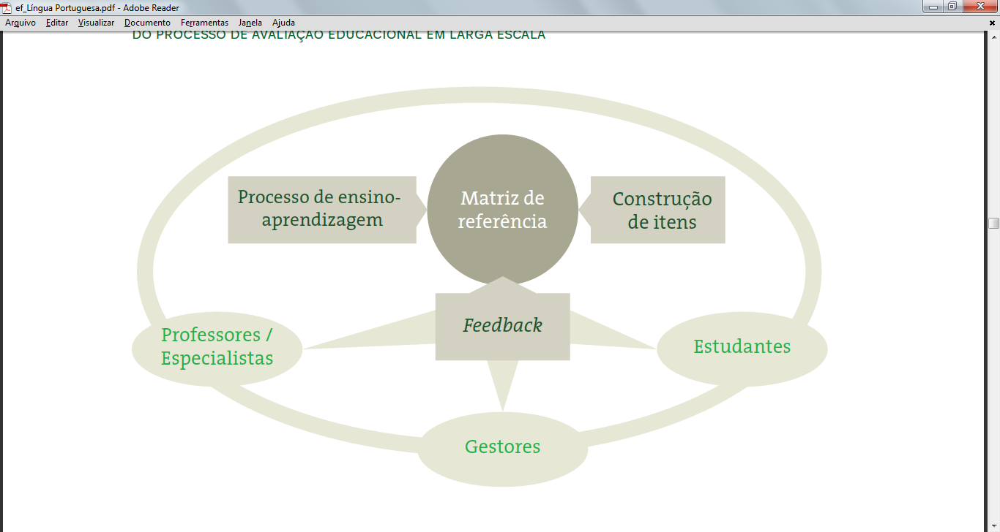 ef_Língua Portuguesa.pdf - Adobe Reader
Arquivo Editar Visualizar Documento Ferramentas Janela Ajuda
DO PROCESSO DE AVALIAÇÃO EDUCACIONAL EM LARGA ESCALA
Processo de ensino-
aprendizagem
Matriz de
referência
Construção
de itens
Feedback
Professores /
Especialistas
Estudantes
Gestores